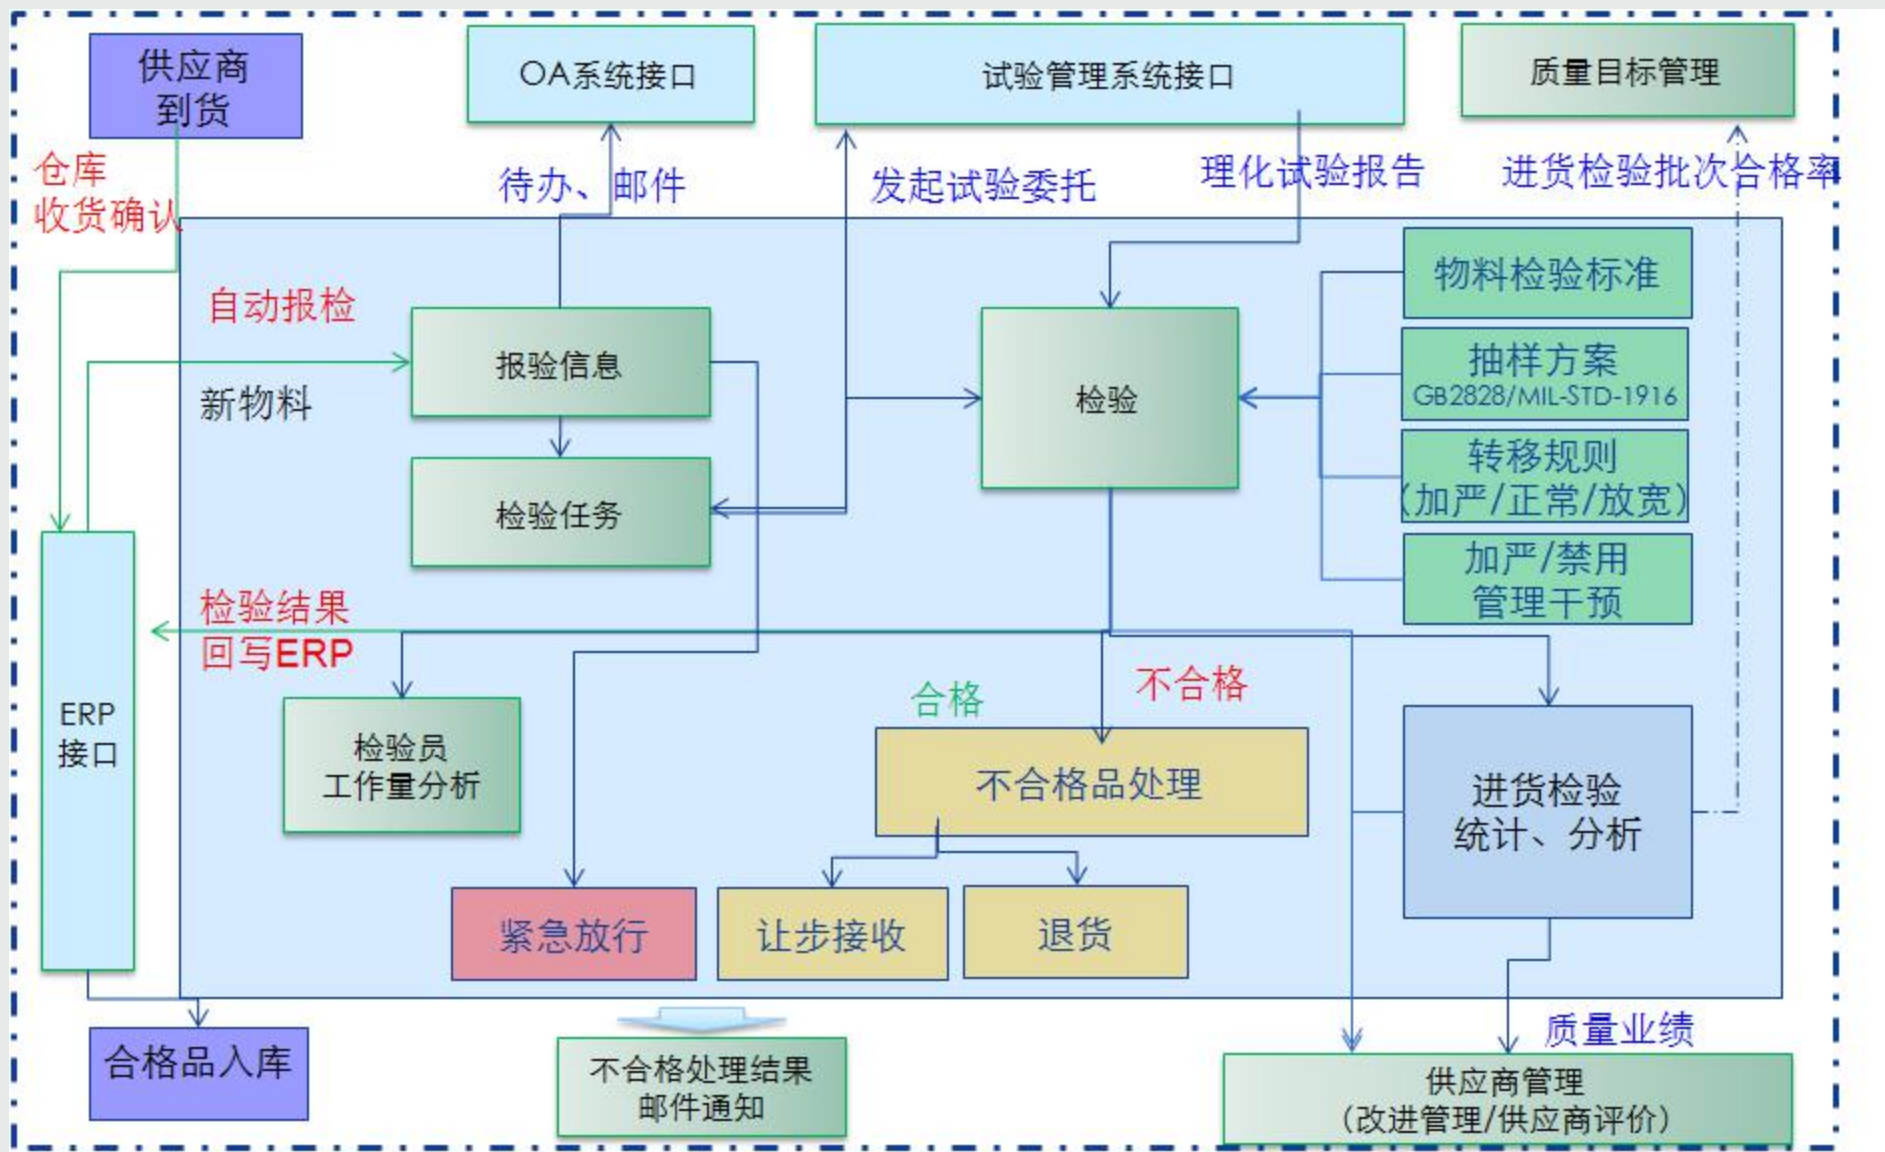 供应商
到货
OA系统接口
试验管理系统接口
质量目标管理
仓库
收货确认
待办、邮件
发起试验委托
理化试验报告
进货检验批次合格率
自动报检
新物料
报验信息
检验任务
检验
物料检验标准
抽样方案
GB2828/MIL-STD-1916
转移规则
（加严/正常/放宽）
加严/禁用
管理干预
检验结果
回写ERP
ERP
接口
检验员
工作量分析
合格
不合格
不合格品处理
进货检验
统计、分析
紧急放行
让步接收
退货
合格品入库
不合格处理结果
邮件通知
质量业绩
供应商管理
（改进管理/供应商评价）